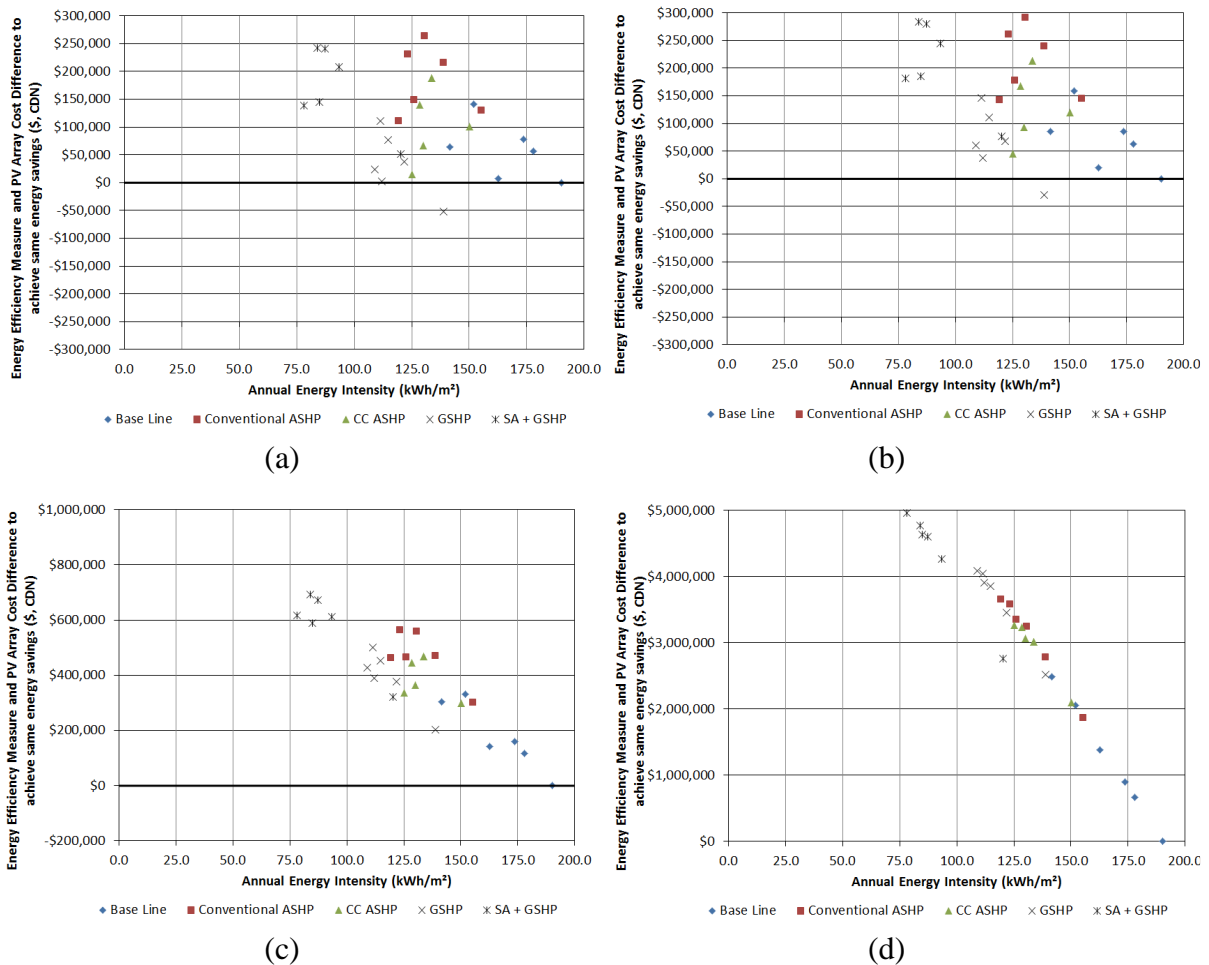 Energy Efficiency Measure and PV Array Cost Difference to
achieve same energy savings ($, CDN)
$300,000
$250,000
$200,000
$150,000
$100,000
$50,000
$0
-$50,000
-$100,000
-$150,000
-$200,000
-$250,000
-$300,000
0.0 25.0 50.0 75.0 100.0 125.0 150.0 175.0 200.0
Annual Energy Intensity (kWh/m²)
Base Line Conventional ASHP CC ASHP GSHP SA + GSHP
(a)
Energy Efficiency Measure and PV Array Cost Difference to
achieve same energy savings ($, CDN)
$300,000
$250,000
$200,000
$150,000
$100,000
$50,000
$0
-$50,000
-$100,000
-$150,000
-$200,000
-$250,000
-$300,000
0.0 25.0 50.0 75.0 100.0 125.0 150.0 175.0 200.0
Annual Energy Intensity (kWh/m²)
Base Line Conventional ASHP CC ASHP GSHP SA + GSHP
(b)
Energy Efficiency Measure and PV Array Cost Difference to
achieve same energy savings ($, CDN)
$1,000,000
$800,000
$600,000
$400,000
$200,000
$0
-$200,000
0.0 25.0 50.0 75.0 100.0 125.0 150.0 175.0 200.0
Annual Energy Intensity (kWh/m²)
Base Line Conventional ASHP CC ASHP GSHP SA + GSHP
(c)
Energy Efficiency Measure and PV Array Cost Difference to
achieve same energy savings ($, CDN)
$5,000,000
$4,000,000
$3,000,000
$2,000,000
$1,000,000
$0
0.0 25.0 50.0 75.0 100.0 125.0 150.0 175.0 200.0
Annual Energy Intensity (kWh/m²)
Base Line Conventional ASHP CC ASHP GSHP SA + GSHP
(d)